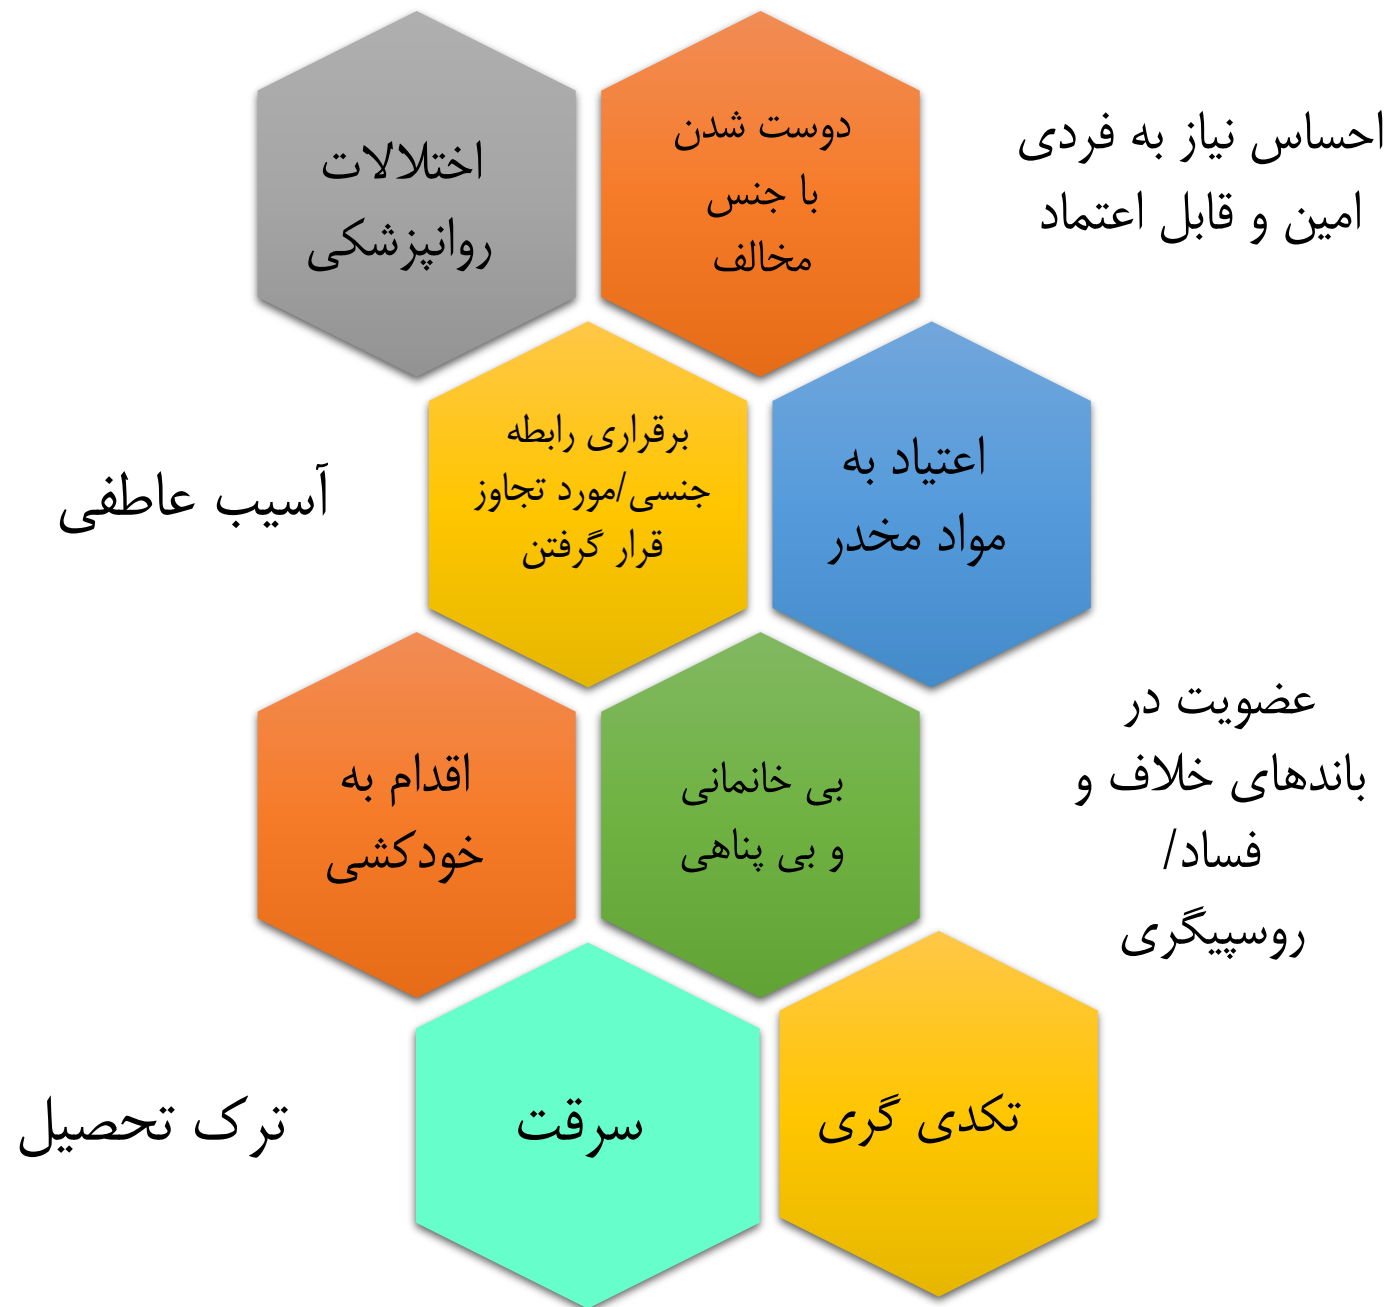 احساس نیاز به فردی
امین و قابل اعتماد
دوست شدن
با جنس
مخالف
اختلالات
روانپزشکی
اعتیاد به
مواد مخدر
برقراری رابطه
جنسی/مورد تجاوز
قرار گرفتن
آسیب عاطفی
عضویت در
باندهای خلاف و
فساد/
روسپیگری
بی خانمانی
و بی پناهی
اقدام به
خودکشی
تکدی گری
سرقت
ترک تحصیل